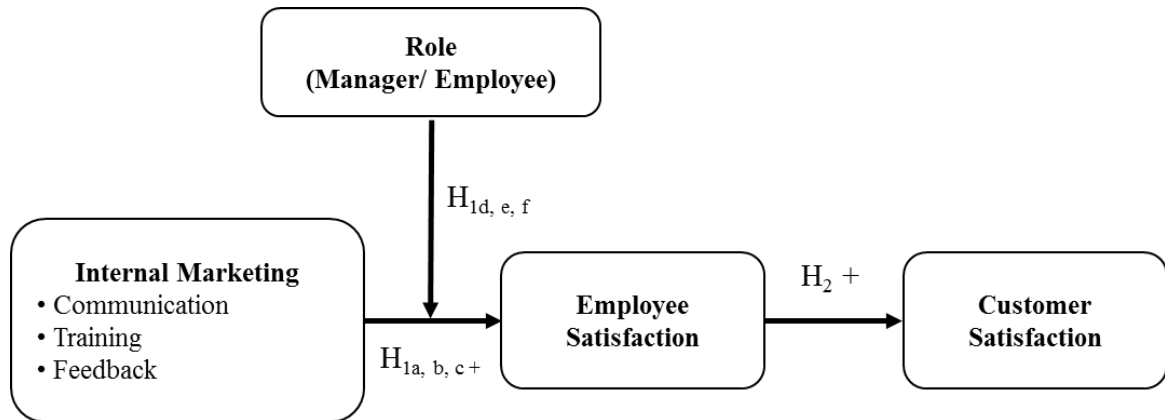 Role
(Manager/ Employee)
H1d, e, f
Internal Marketing
• Communication
• Training
• Feedback
H1a, b, c +
Employee
Satisfaction
H2 +
Customer
Satisfaction